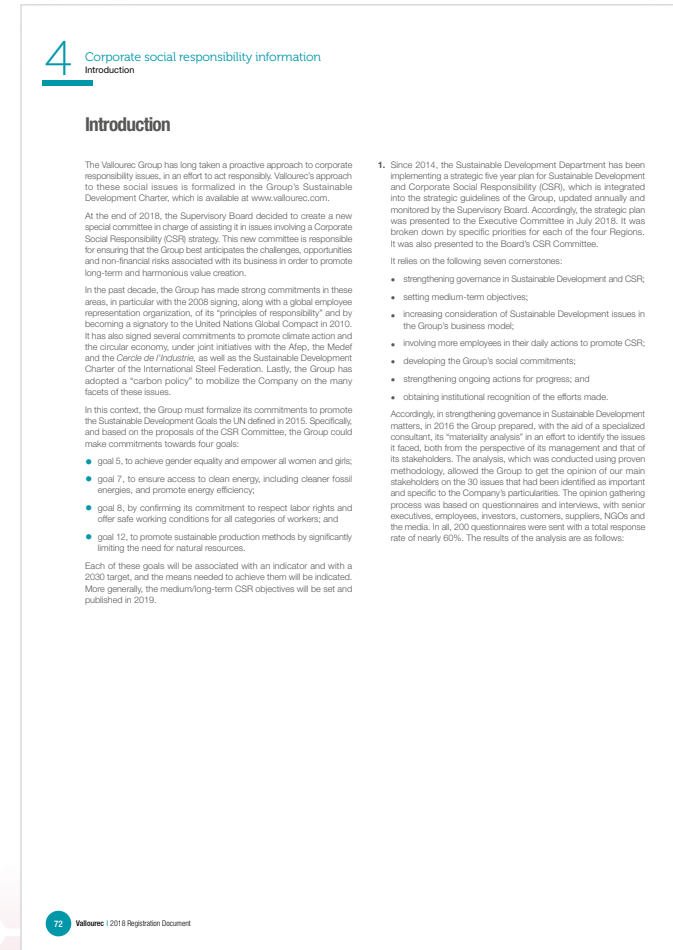 4
Corporate social responsibility information
Introduction
Introduction
The Vallourec Group has long taken a proactive approach to corporate
responsibility issues, in an effort to act responsibly. Vallourec’s approach
to these social issues is formalized in the Group’s Sustainable
Development Charter, which is available at www.vallourec.com.
At the end of 2018, the Supervisory Board decided to create a new
special committee in charge of assisting it in issues involving a Corporate
Social Responsibility (CSR) strategy. This new committee is responsible
for ensuring that the Group best anticipates the challenges, opportunities
and non-financial risks associated with its business in order to promote
long-term and harmonious value creation.
In the past decade, the Group has made strong commitments in these
areas, in particular with the 2008 signing, along with a global employee
representation organization, of its “principles of responsibility” and by
becoming a signatory to the United Nations Global Compact in 2010.
It has also signed several commitments to promote climate action and
the circular economy, under joint initiatives with the Afep, the Medef
and the Cercle de l’Industrie, as well as the Sustainable Development
Charter of the International Steel Federation. Lastly, the Group has
adopted a “carbon policy” to mobilize the Company on the many
facets of these issues.
In this context, the Group must formalize its commitments to promote
the Sustainable Development Goals the UN defined in 2015. Specifically,
and based on the proposals of the CSR Committee, the Group could
make commitments towards four goals:
● goal 5, to achieve gender equality and empower all women and girls;
● goal 7, to ensure access to clean energy, including cleaner fossil
energies, and promote energy efficiency;
● goal 8, by confirming its commitment to respect labor rights and
offer safe working conditions for all categories of workers; and
● goal 12, to promote sustainable production methods by significantly
limiting the need for natural resources.
Each of these goals will be associated with an indicator and with a
2030 target, and the means needed to achieve them will be indicated.
More generally, the medium/long-term CSR objectives will be set and
published in 2019.
1. Since 2014, the Sustainable Development Department has been
implementing a strategic five year plan for Sustainable Development
and Corporate Social Responsibility (CSR), which is integrated
into the strategic guidelines of the Group, updated annually and
monitored by the Supervisory Board. Accordingly, the strategic plan
was presented to the Executive Committee in July 2018. It was
broken down by specific priorities for each of the four Regions.
It was also presented to the Board’s CSR Committee.
It relies on the following seven cornerstones:
● strengthening governance in Sustainable Development and CSR;
● setting medium-term objectives;
● increasing consideration of Sustainable Development issues in
the Group’s business model;
● involving more employees in their daily actions to promote CSR;
● developing the Group’s social commitments;
● strengthening ongoing actions for progress; and
● obtaining institutional recognition of the efforts made.
Accordingly, in strengthening governance in Sustainable Development
matters, in 2016 the Group prepared, with the aid of a specialized
consultant, its “materiality analysis” in an effort to identify the issues
it faced, both from the perspective of its management and that of
its stakeholders. The analysis, which was conducted using proven
methodology, allowed the Group to get the opinion of our main
stakeholders on the 30 issues that had been identified as important
and specific to the Company’s particularities. The opinion gathering
process was based on questionnaires and interviews, with senior
executives, employees, investors, customers, suppliers, NGOs and
the media. In all, 200 questionnaires were sent with a total response
rate of nearly 60%. The results of the analysis are as follows:
72 Vallourec | 2018 Registration Document